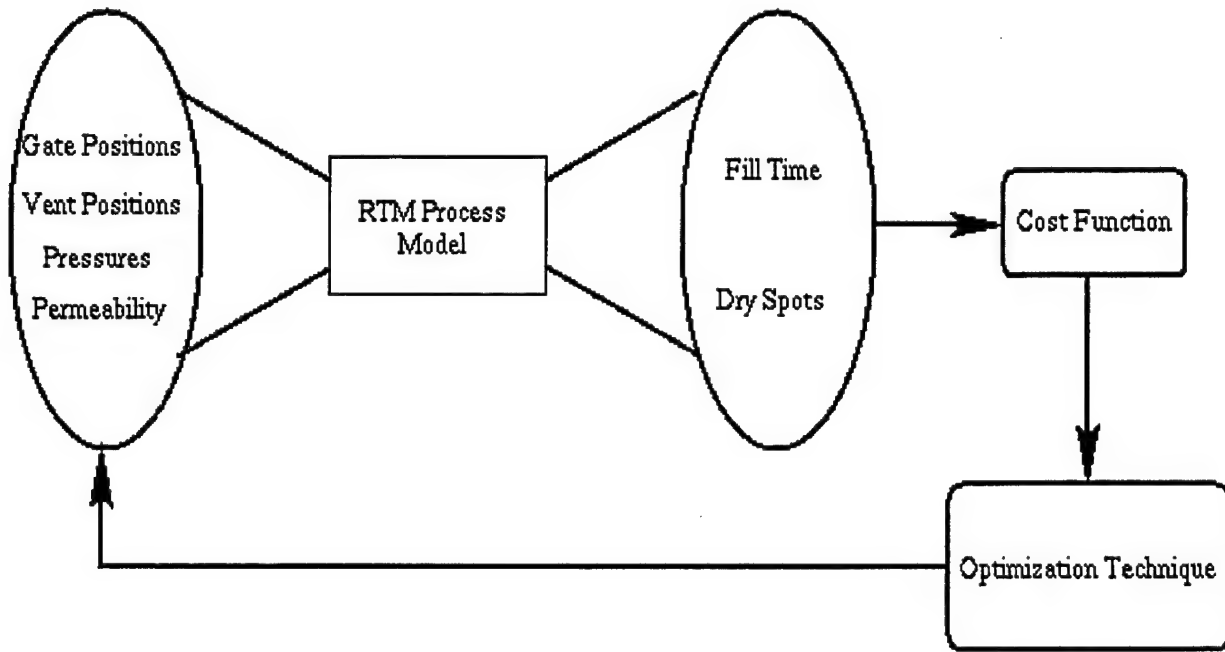 Gate Positions
Vent Positions
Pressures
Permeability
RTM Process
Model
Fill Time
Dry Spots
Cost Function
Optimization Technique